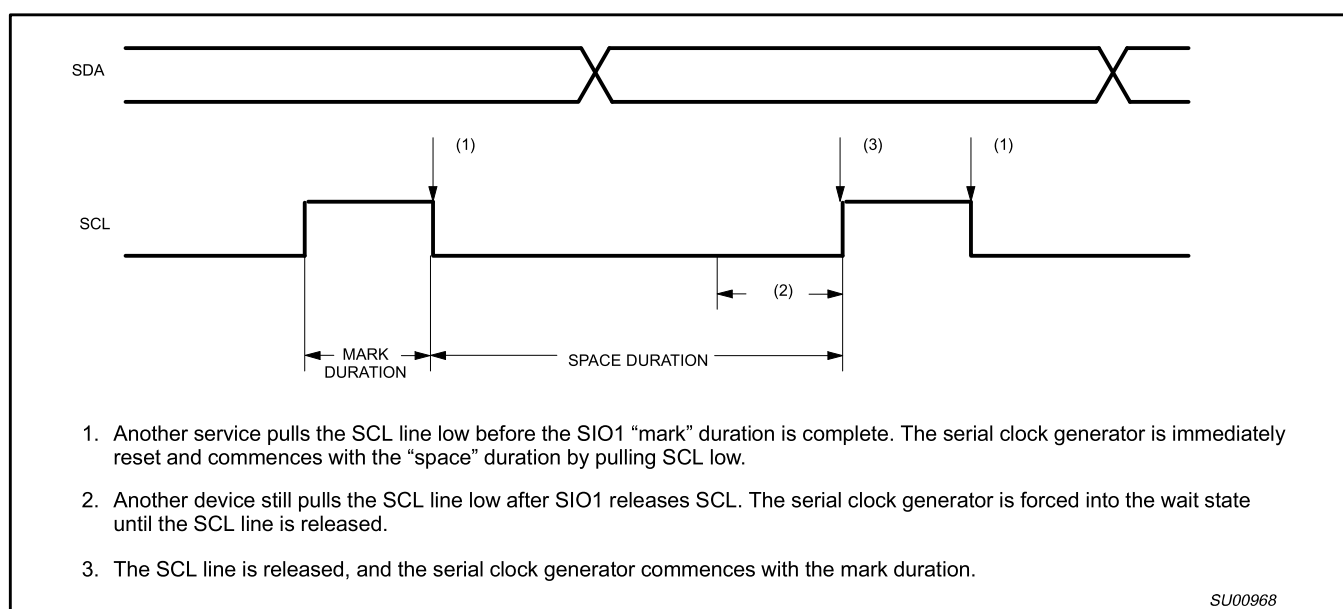 SDA
(1)
(3)
(1)
SCL
(2)
MARK
DURATION
SPACE DURATION
1. Another service pulls the SCL line low before the SIO1 “mark” duration is complete. The serial clock generator is immediately
reset and commences with the “space” duration by pulling SCL low.
2. Another device still pulls the SCL line low after SIO1 releases SCL. The serial clock generator is forced into the wait state
until the SCL line is released.
3. The SCL line is released, and the serial clock generator commences with the mark duration.
SU00968